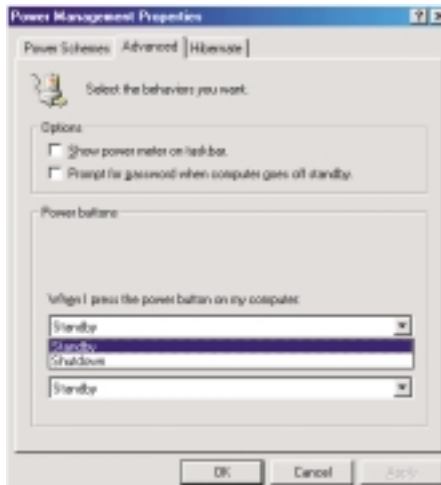 Power Management Properties
Power Schemes Advanced Hibernate
Select the behaviors you want.
Options
Show power meter on taskbar.
Prompt for password when computer goes off standby.
Power buttons
When I press the power button on my computer:
Standby
Standby
Shutdown
Standby
OK Cancel Apply